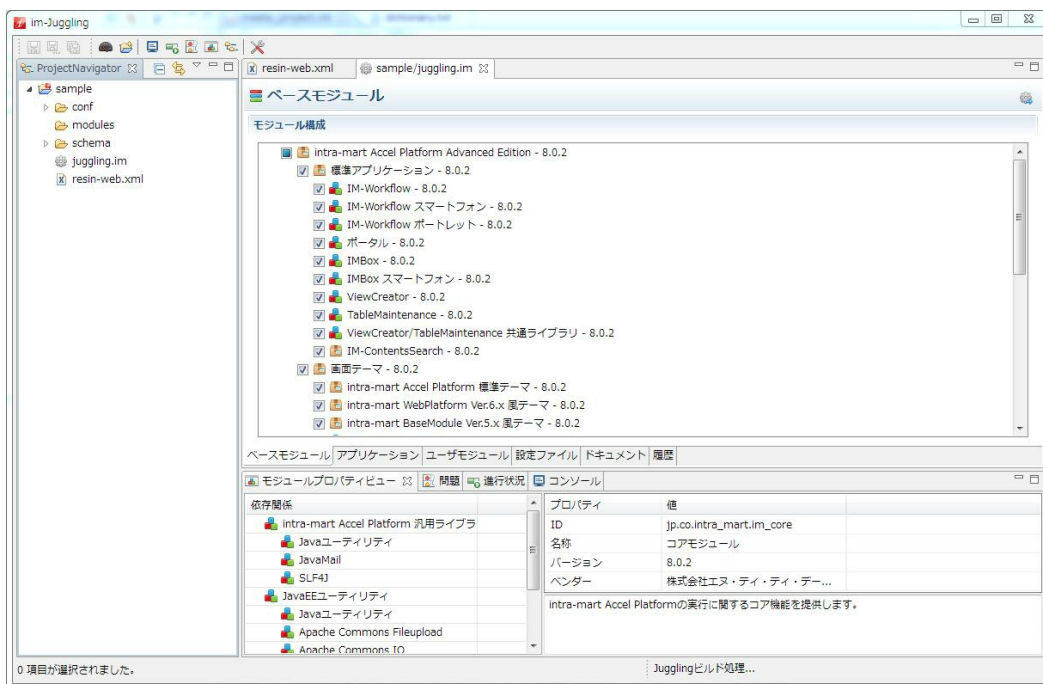 im-Juggling
ProjectNavigator
sample
conf
modules
schema
juggling.im
resin-web.xml
resin-web.xml
sample/juggling.im
ベースモジュール
モジュール構成
intra-mart Accel Platform Advanced Edition - 8.0.2
標準アプリケーション - 8.0.2
IM-Workflow - 8.0.2
IM-Workflow スマートフォン - 8.0.2
IM-Workflow ポートレット - 8.0.2
ポータル - 8.0.2
IMBox - 8.0.2
IMBox スマートフォン - 8.0.2
ViewCreator - 8.0.2
TableMaintenance - 8.0.2
ViewCreator/TableMaintenance 共通ライブラリ - 8.0.2
IM-ContentsSearch - 8.0.2
画面テーマ - 8.0.2
intra-mart Accel Platform 標準テーマ - 8.0.2
intra-mart WebPlatform Ver.6.x 風テーマ - 8.0.2
intra-mart BaseModule Ver.5.x 風テーマ - 8.0.2
ベースモジュール アプリケーション ユーザモジュール 設定ファイル ドキュメント 履歴
モジュールプロパティビュー 問題 進行状況 コンソール
依存関係
intra-mart Accel Platform 汎用ライブラ
Javaユーティリティ
JavaMail
SLF4J
JavaEEユーティリティ
Javaユーティリティ
Apache Commons Fileupload
Apache Commons IO
プロパティ 値
ID jp.co.intra_mart.im_core
名称 コアモジュール
バージョン 8.0.2
ベンダー 株式会社エヌ・ティ・ティ・デー...
intra-mart Accel Platformの実行に関するコア機能を提供します。
0 項目が選択されました。
Jugglingビルド処理...